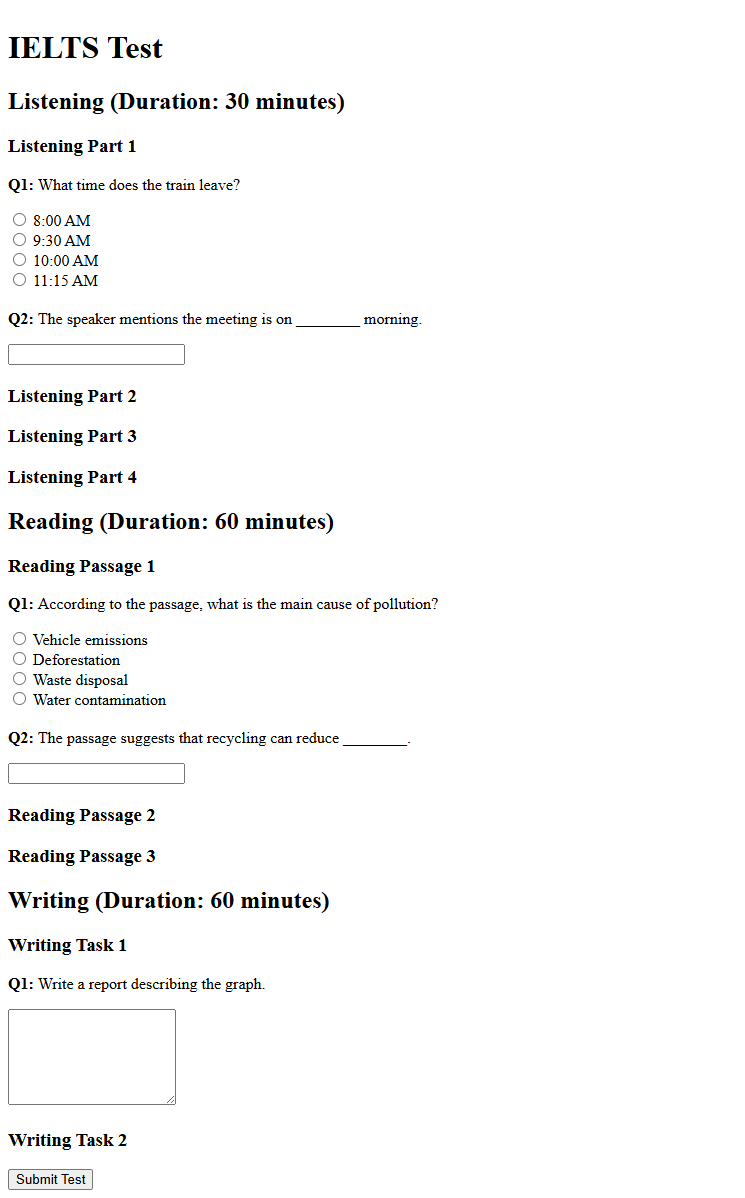 IELTS Test
Listening (Duration: 30 minutes)
Listening Part 1
Q1: What time does the train leave?
8:00 AM
9:30 AM
10:00 AM
11:15 AM
Q2: The speaker mentions the meeting is on ________ morning.
Listening Part 2
Listening Part 3
Listening Part 4
Reading (Duration: 60 minutes)
Reading Passage 1
Q1: According to the passage, what is the main cause of pollution?
Vehicle emissions
Deforestation
Waste disposal
Water contamination
Q2: The passage suggests that recycling can reduce ________.
Reading Passage 2
Reading Passage 3
Writing (Duration: 60 minutes)
Writing Task 1
Q1: Write a report describing the graph.
Writing Task 2
Submit Test